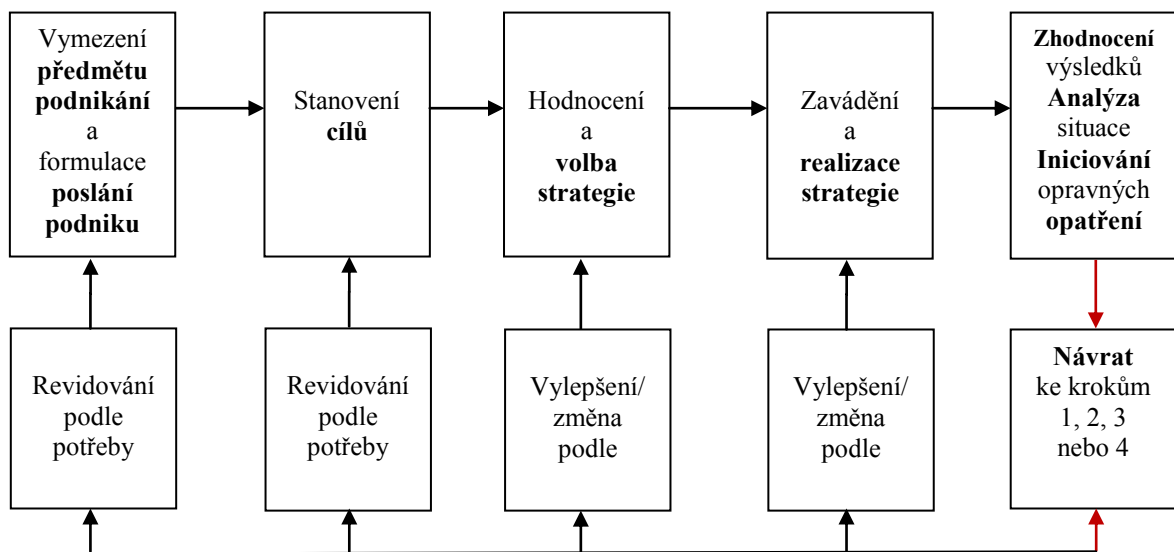 Vymezení
předmětu
podnikání
a
formulace
poslání
podniku
Stanovení
cílů
Hodnocení
a
volba
strategie
Zavádění
a
realizace
strategie
Zhodnocení
výsledků
Analýza
situace
Iniciování
opravných
opatření
Revidování
podle
potřeby
Revidování
podle
potřeby
Vylepšení/
změna
podle
Vylepšení/
změna
podle
Návrat
ke krokům
1, 2, 3
nebo 4